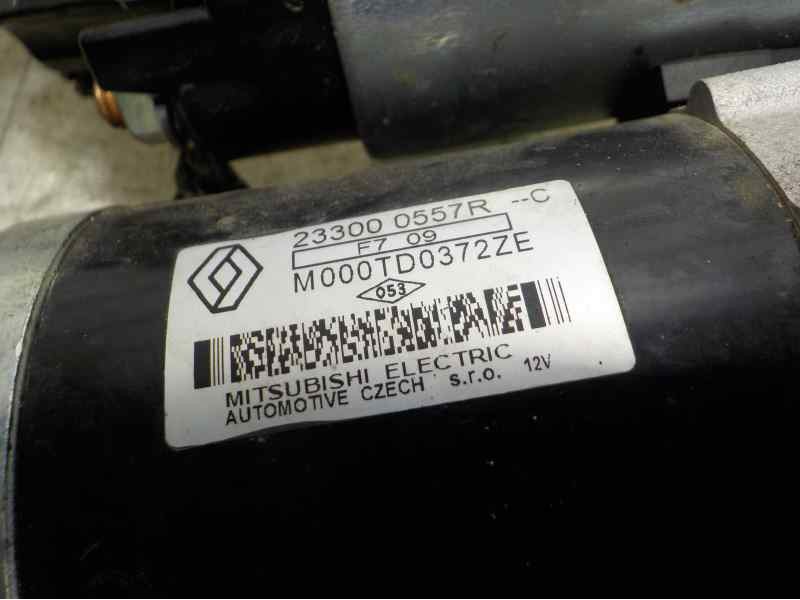 23300 0557R --C
F7 09
M000TD0372ZE
053
MITSUBISHI ELECTRIC
AUTOMOTIVE CZECH s.r.o. 12V